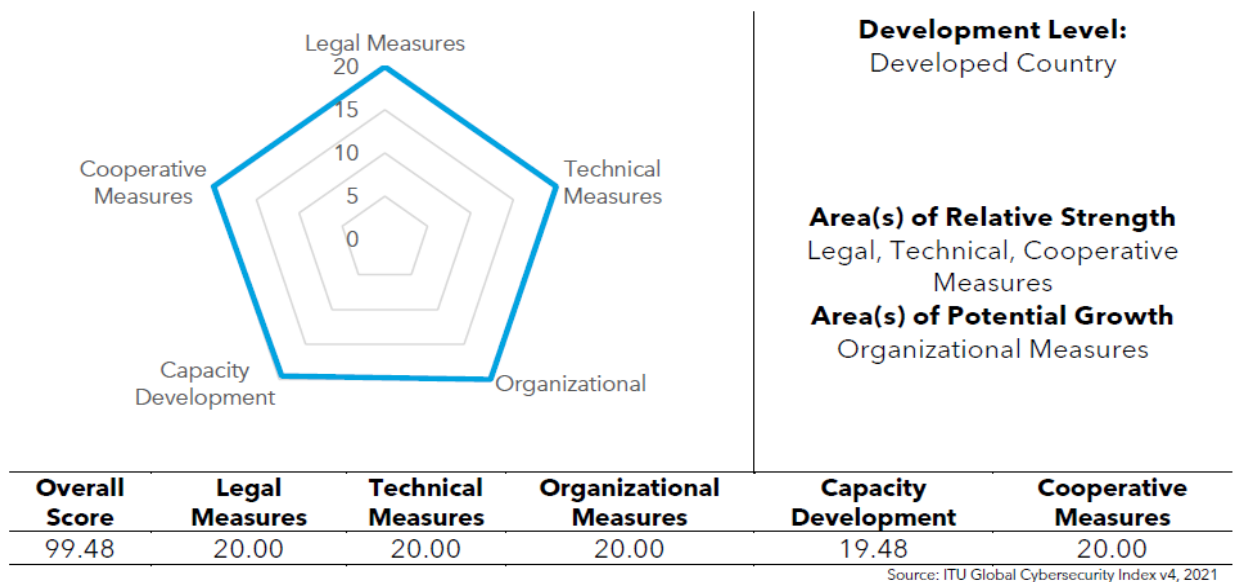 Legal Measures
20
15
10
5
0
Technical
Measures
Organizational
Capacity
Development
Cooperative
Measures
Development Level:
Developed Country
Area(s) of Relative Strength
Legal, Technical, Cooperative
Measures
Area(s) of Potential Growth
Organizational Measures
Overall Score Legal Measures Technical Measures Organizational Measures Capacity Development Cooperative Measures
99.48 20.00 20.00 20.00 19.48 20.00
Source: ITU Global Cybersecurity Index v4, 2021